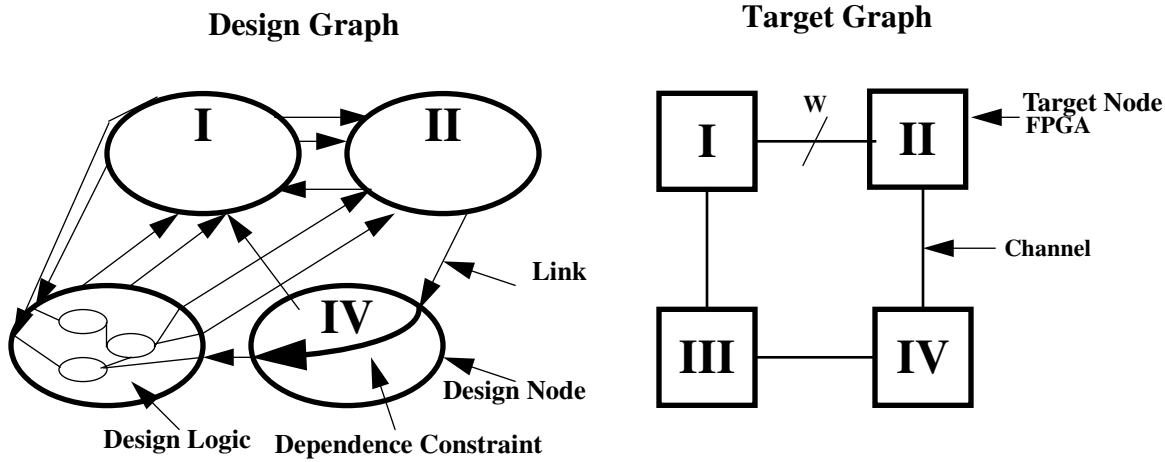 Design Graph
Target Graph
I
II
W
I
II
Target Node
FPGA
Link
Channel
IV
III
IV
Design Node
Design Logic
Dependence Constraint